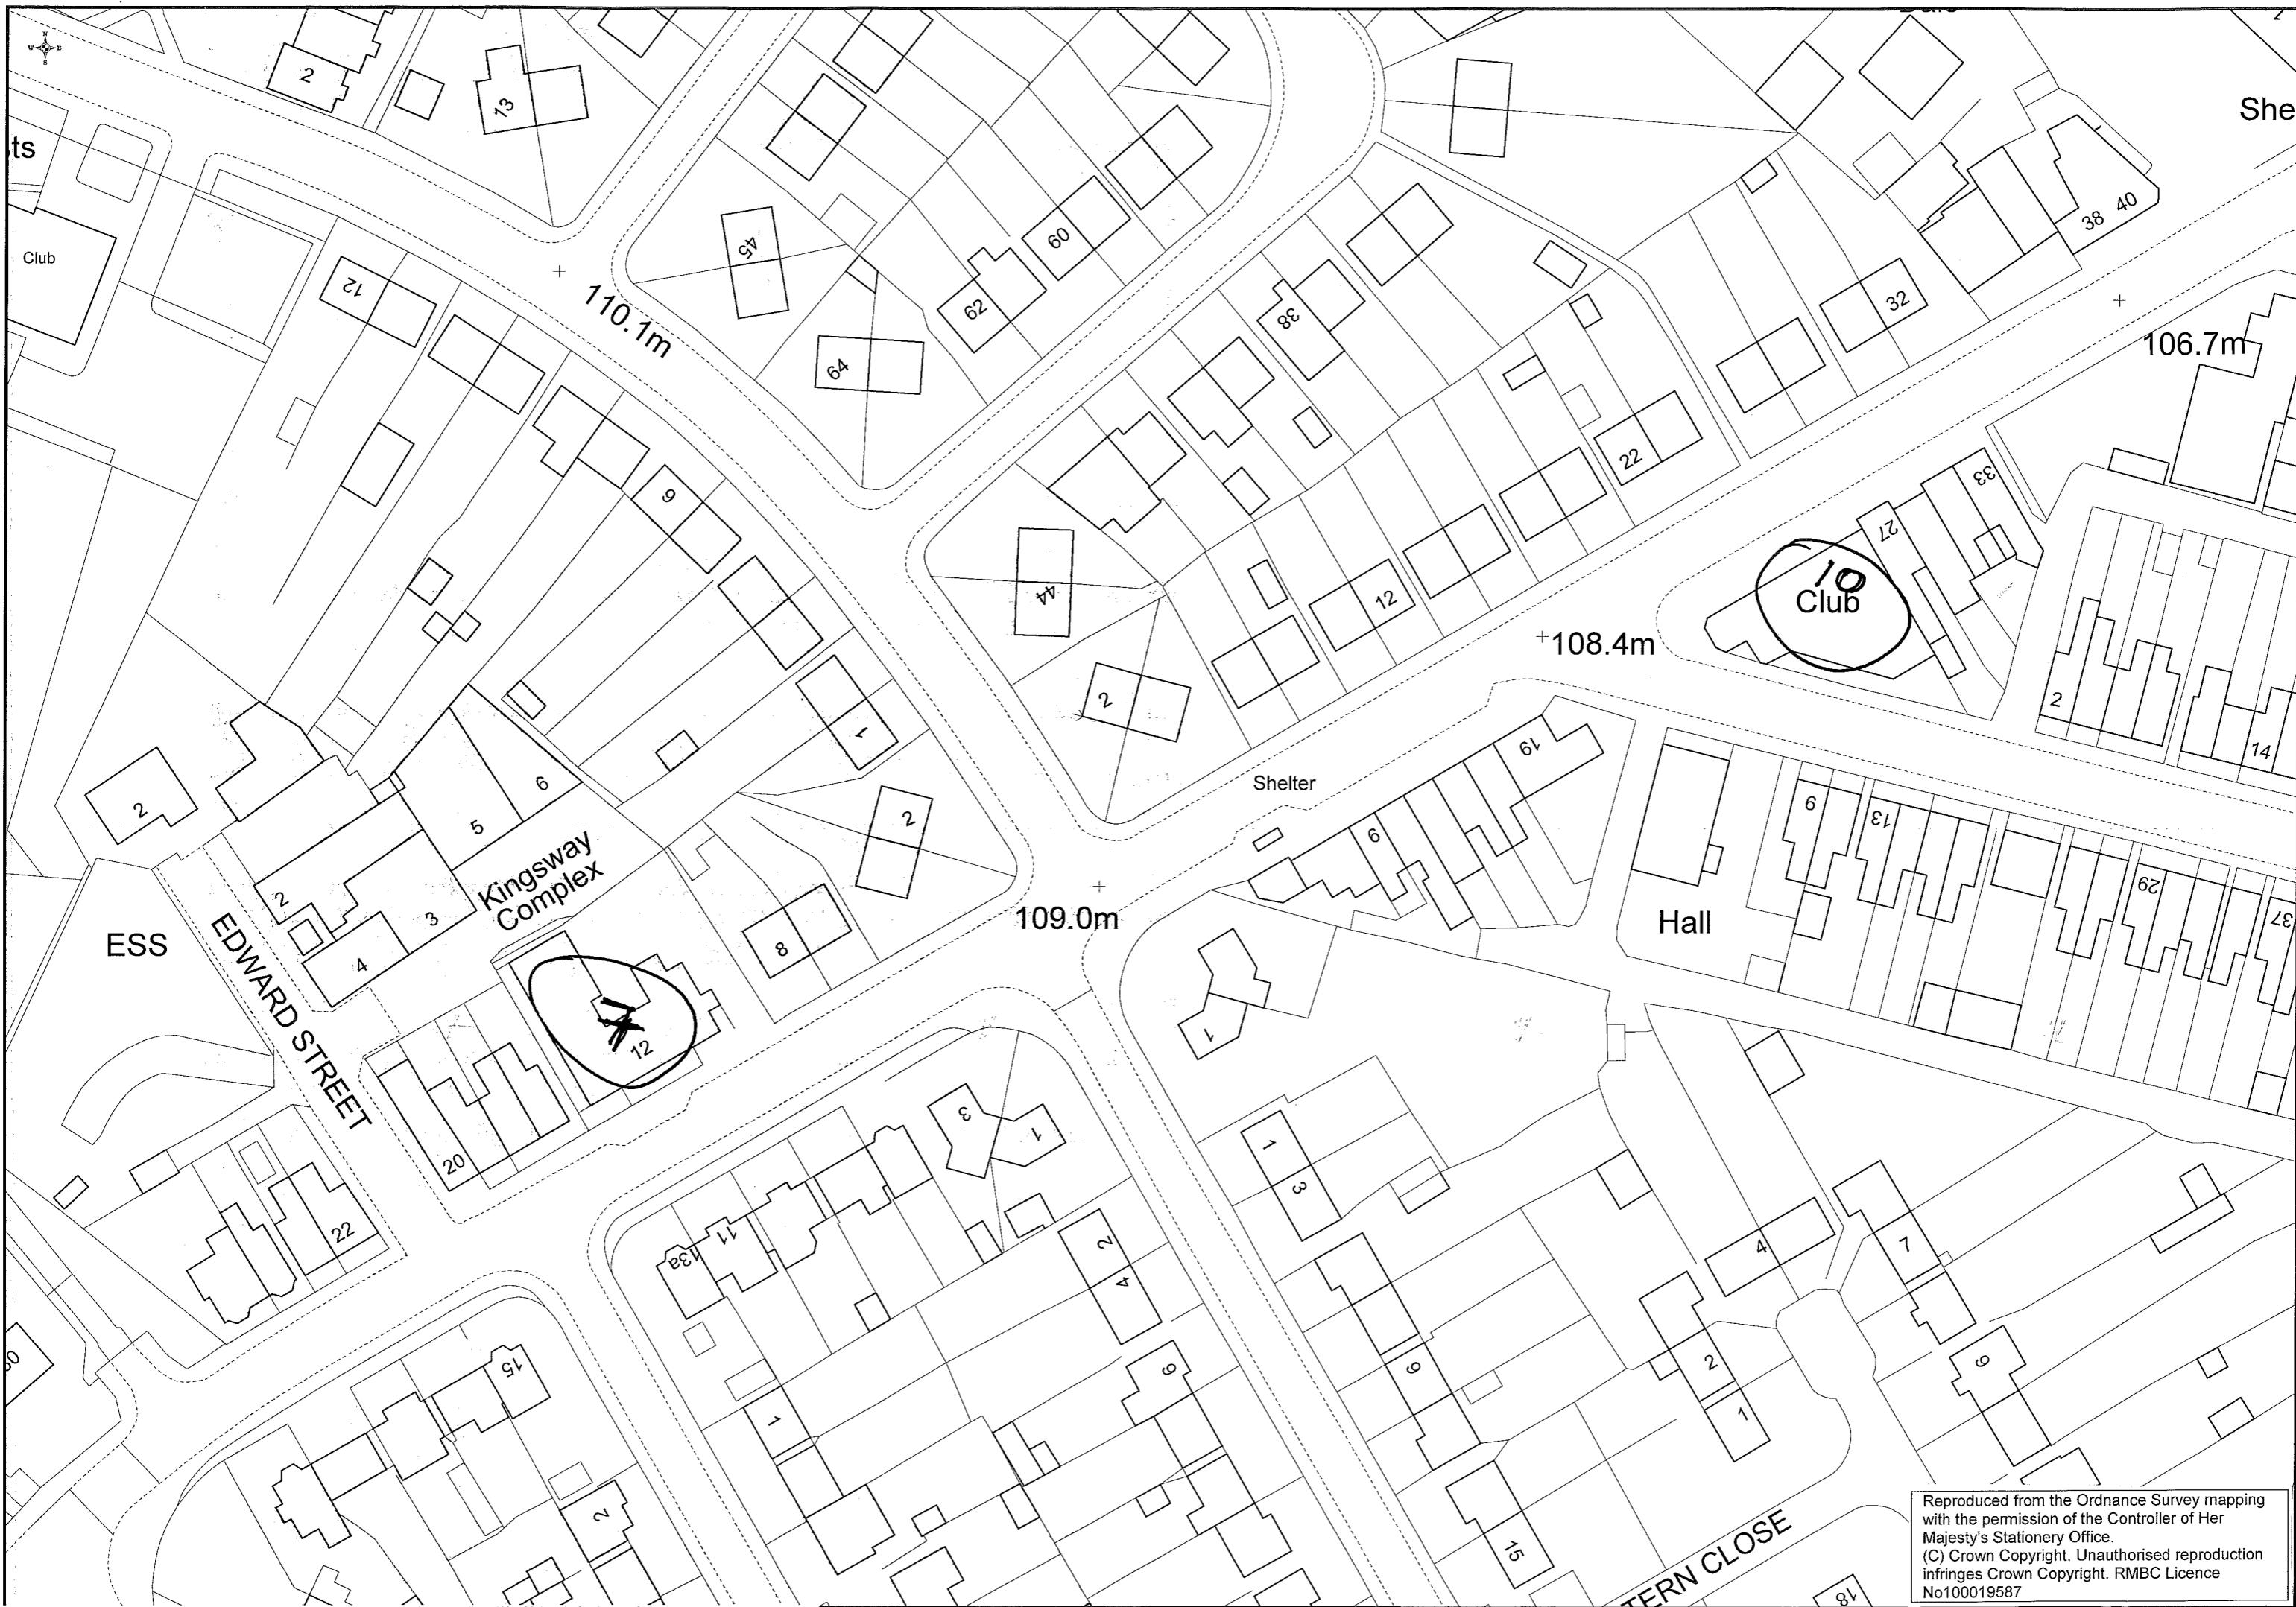 N
W E
S
2
13
ts
She
Club
45
60
62
64
12
110.1m
38 40
38
32
106.7m
9
44
22
12
33
27
10
Club
108.4m
2
2
14
1
2
19
Shelter
9
9
13
29
37
2
5
6
Kingsway
Complex
2
3
4
8
109.0m
Hall
ESS
EDWARD STREET
7
12
1
20
22
3
1
1
3
13a
11
2
4
4
7
15
1
9
9
2
1
9
2
15
TERN CLOSE
18
Reproduced from the Ordnance Survey mapping
with the permission of the Controller of Her
Majesty's Stationery Office.
(C) Crown Copyright. Unauthorised reproduction
infringes Crown Copyright. RMBC Licence
No100019587